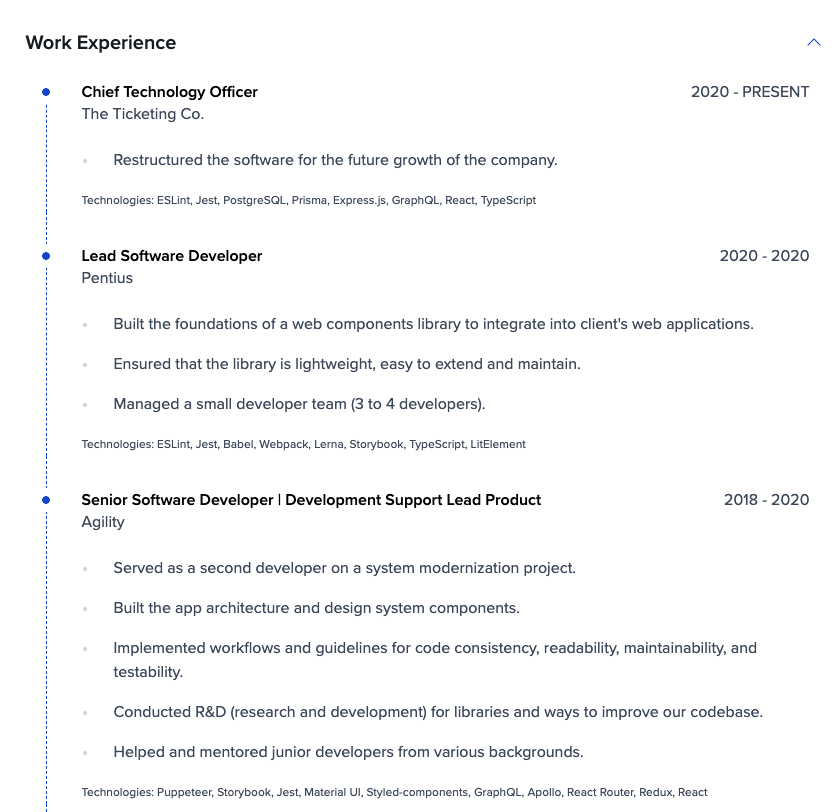 Work Experience
Chief Technology Officer 2020 - PRESENT
The Ticketing Co.
Restructured the software for the future growth of the company.
Technologies: ESLint, Jest, PostgreSQL, Prisma, Express.js, GraphQL, React, TypeScript
Lead Software Developer 2020 - 2020
Pentius
Built the foundations of a web components library to integrate into client's web applications.
Ensured that the library is lightweight, easy to extend and maintain.
Managed a small developer team (3 to 4 developers).
Technologies: ESLint, Jest, Babel, Webpack, Lerna, Storybook, TypeScript, LitElement
Senior Software Developer | Development Support Lead Product 2018 - 2020
Agility
Served as a second developer on a system modernization project.
Built the app architecture and design system components.
Implemented workflows and guidelines for code consistency, readability, maintainability, and
testability.
Conducted R&D (research and development) for libraries and ways to improve our codebase.
Helped and mentored junior developers from various backgrounds.
Technologies: Puppeteer, Storybook, Jest, Material UI, Styled-components, GraphQL, Apollo, React Router, Redux, React